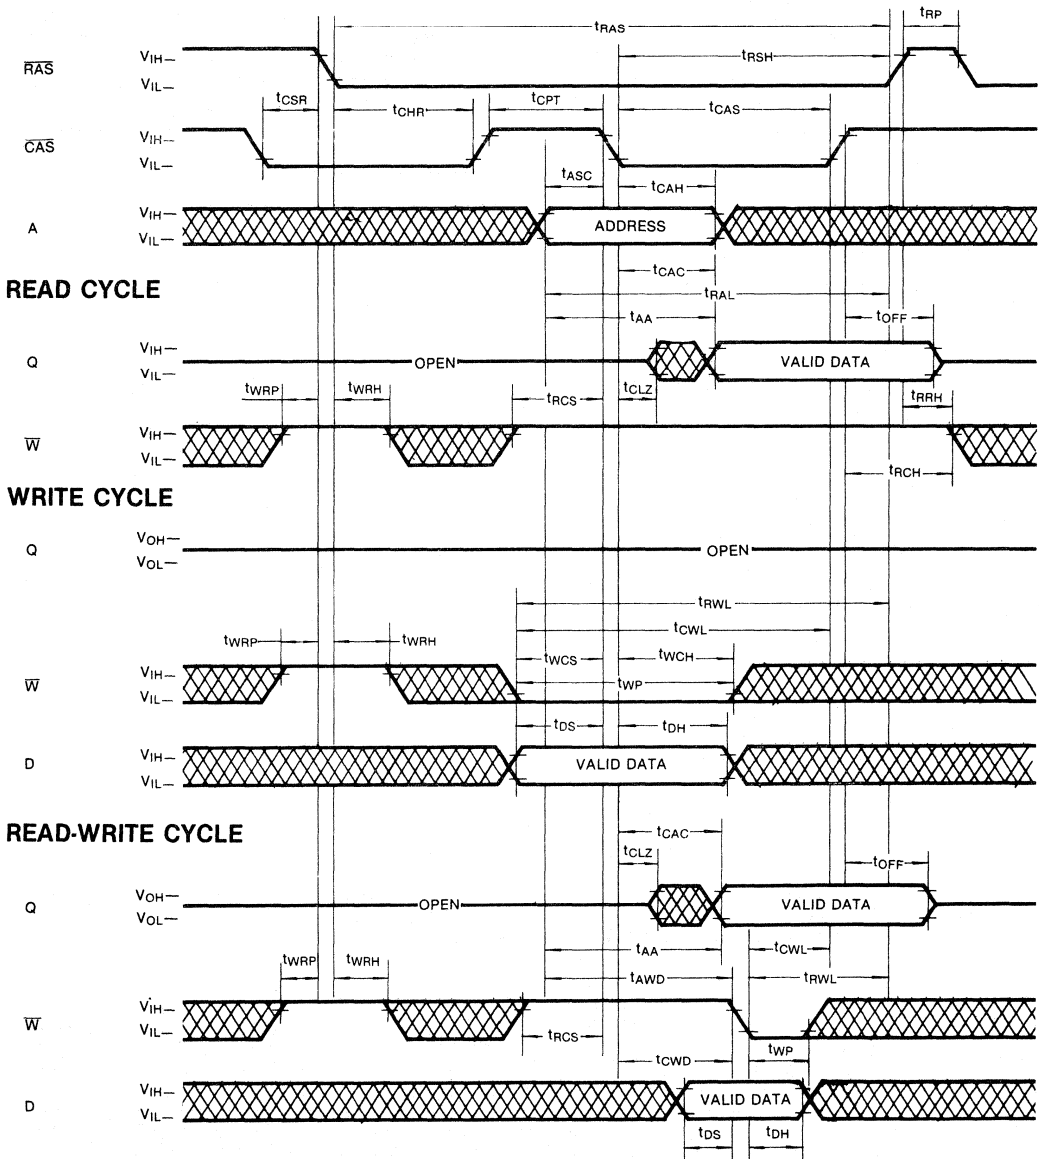 tRAS
tRP
RAS
VIH—
tRSH
VIL—
tCSR
tCHR
tCPT
tCAS
CAS
VIH—
VIL—
tASC
tCAH
A
VIH—
VIL—
ADDRESS
tCAC
READ CYCLE
tRAL
tAA
tOFF
Q
VIH—
VIL—
OPEN
VALID DATA
tWRP
tWRH
tRCS
tCLZ
tRRH
W
VIH—
VIL—
tRCH
WRITE CYCLE
Q
VOH—
VOL—
OPEN
tRWL
tCWL
tWRP
tWRH
tWCS
tWCH
W
VIH—
VIL—
tWP
tDS
tDH
D
VIH—
VIL—
VALID DATA
READ-WRITE CYCLE
tCAC
tCLZ
tOFF
Q
VOH—
VOL—
OPEN
VALID DATA
tAA
tCWL
tWRP
tWRH
tAWD
tRWL
W
VIH—
VIL—
tRCS
tCWD
tWP
D
VIH—
VIL—
VALID DATA
tDS
tDH